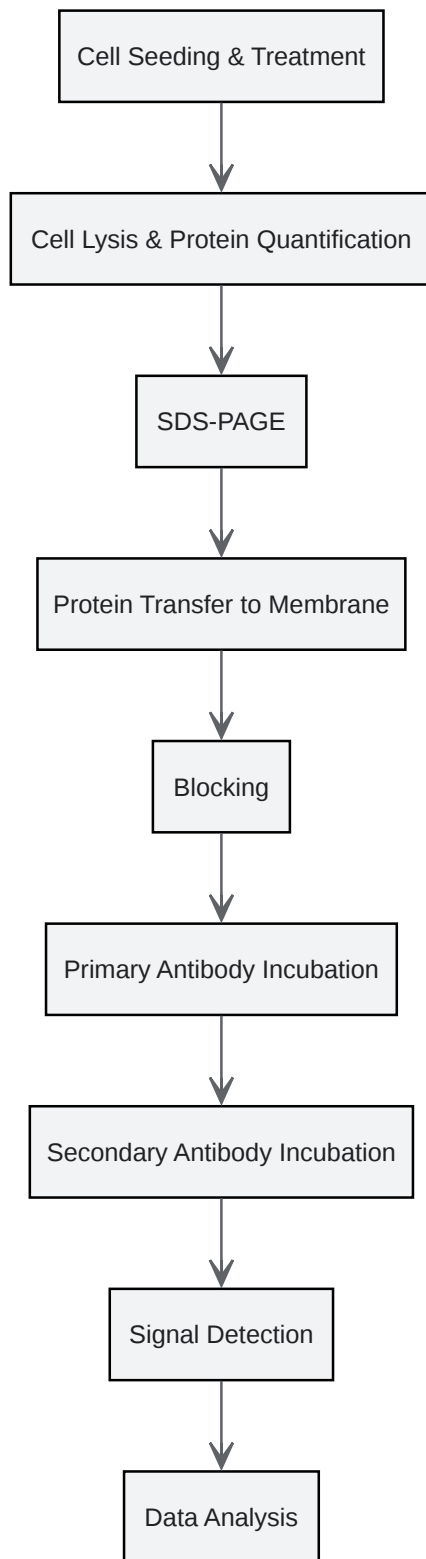 Cell Seeding & Treatment
Cell Lysis & Protein Quantification
SDS-PAGE
Protein Transfer to Membrane
Blocking
Primary Antibody Incubation
Secondary Antibody Incubation
Signal Detection
Data Analysis